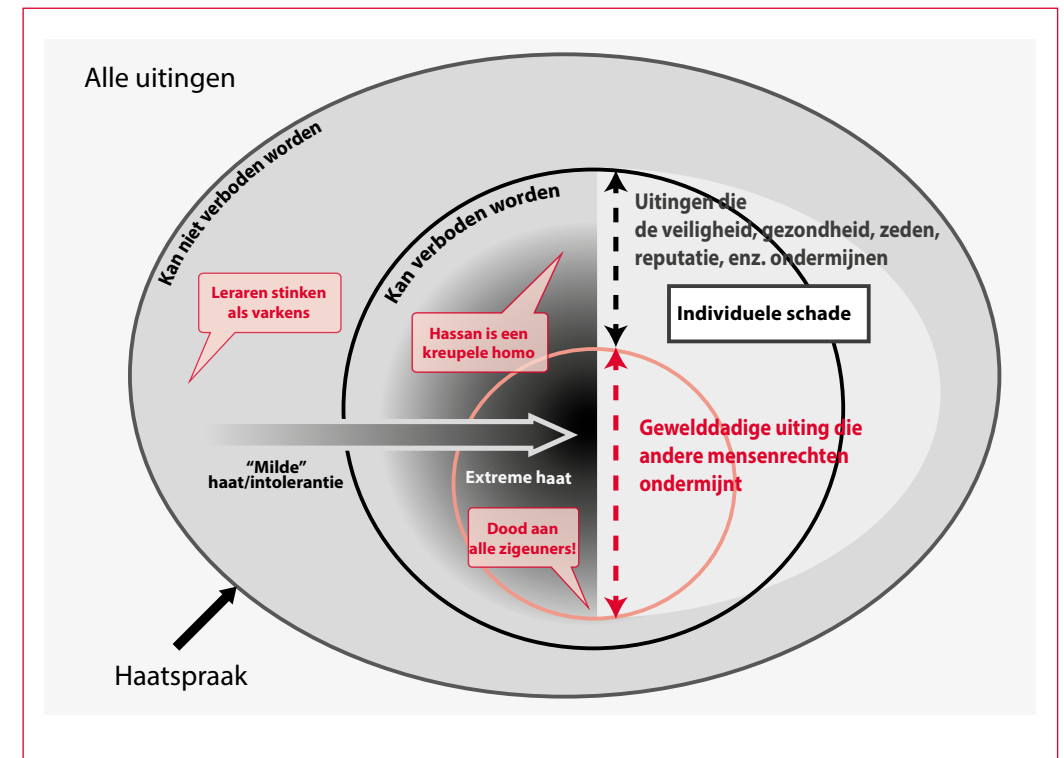 Alle uitingen
Kan niet verboden worden
Kan verboden worden
Uitingen die
de veiligheid, gezondheid, zeden,
reputatie, enz. ondermijnen
Leraren stinken
als varkens
Hassan is een
kreupele homo
Individuele schade
Gewelddadige uiting die
andere mensenrechten
ondermijnt
“Milde”
haat/intolerantie
Extreme haat
Dood aan
alle zigeuners!
Haatspraak